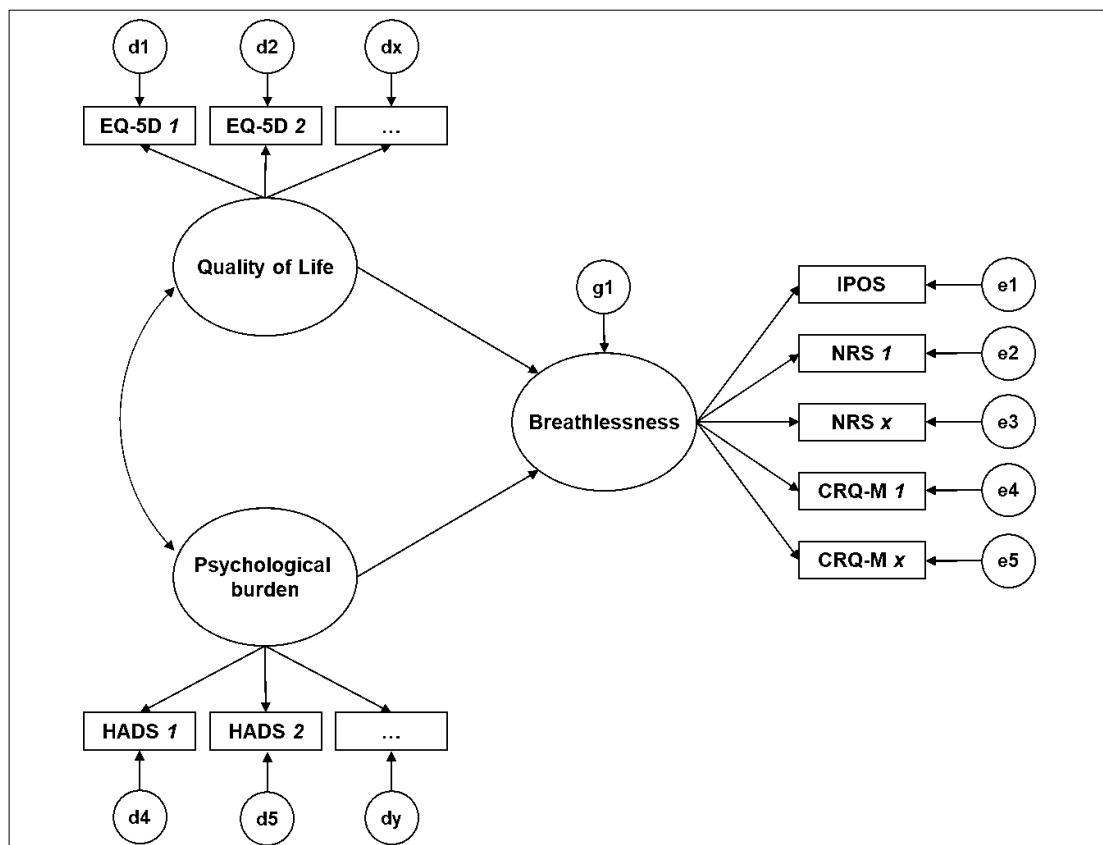 d1
d2
dx
EQ-5D 1
EQ-5D 2
...
Quality of Life
g1
Breathlessness
IPOS
e1
NRS 1
e2
NRS x
e3
CRQ-M 1
e4
CRQ-M x
e5
Psychological
burden
HADS 1
HADS 2
...
d4
d5
dy